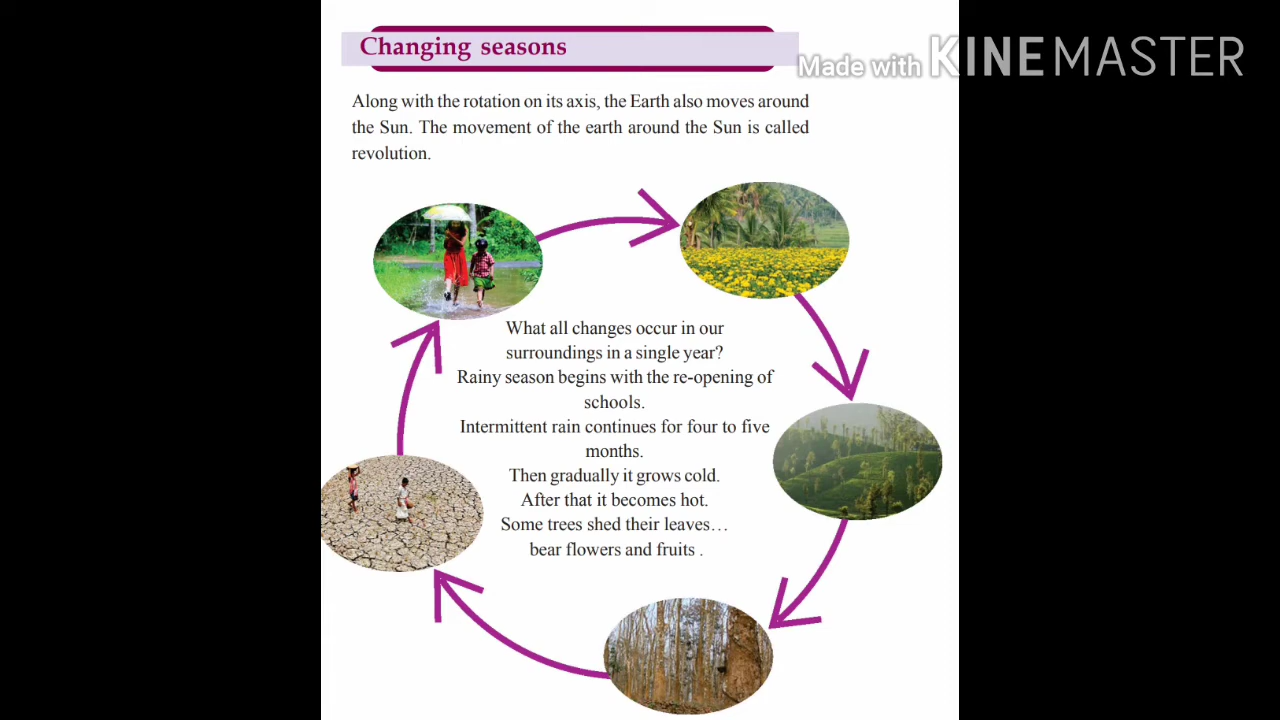 Changing seasons
Made with KINEMASTER
Along with the rotation on its axis, the Earth also moves around
the Sun. The movement of the earth around the Sun is called
revolution.
What all changes occur in our
surroundings in a single year?
Rainy season begins with the re-opening of
schools.
Intermittent rain continues for four to five
months.
Then gradually it grows cold.
After that it becomes hot.
Some trees shed their leaves…
bear flowers and fruits .